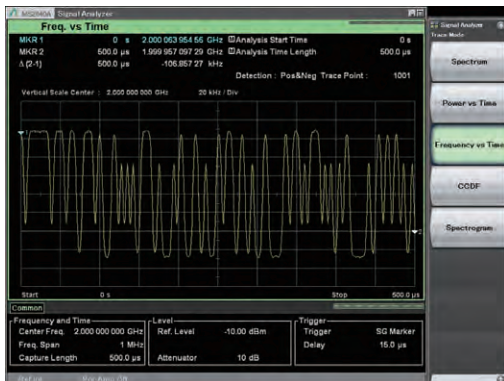 MS2840A Signal Analyzer
Freq. vs Time
MKR 1 0 s 2.000 063 954 56 GHz Analysis Start Time 0 s
MKR 2 500.0 µs 1.999 957 097 29 GHz Analysis Time Length 500.0 µs
Δ (2-1) 500.0 µs -106.857 27 kHz
Detection : Pos&Neg Trace Point : 1001
Vertical Scale Center : 2.000 000 000 GHz 20 kHz / Div
1
2
Start 0 s Stop 500.0 µs
Common
Frequency and Time Level Trigger
Center Freq. 2.000 000 000 GHz Ref. Level -10.00 dBm Trigger SG Marker
Freq. Span 1 MHz Delay 15.0 µs
Capture Length 500.0 µs Attenuator 10 dB
Signal Analyzer
Trace Mode
Spectrum
Power vs Time
Frequency vs Time
CCDF
Spectrogram